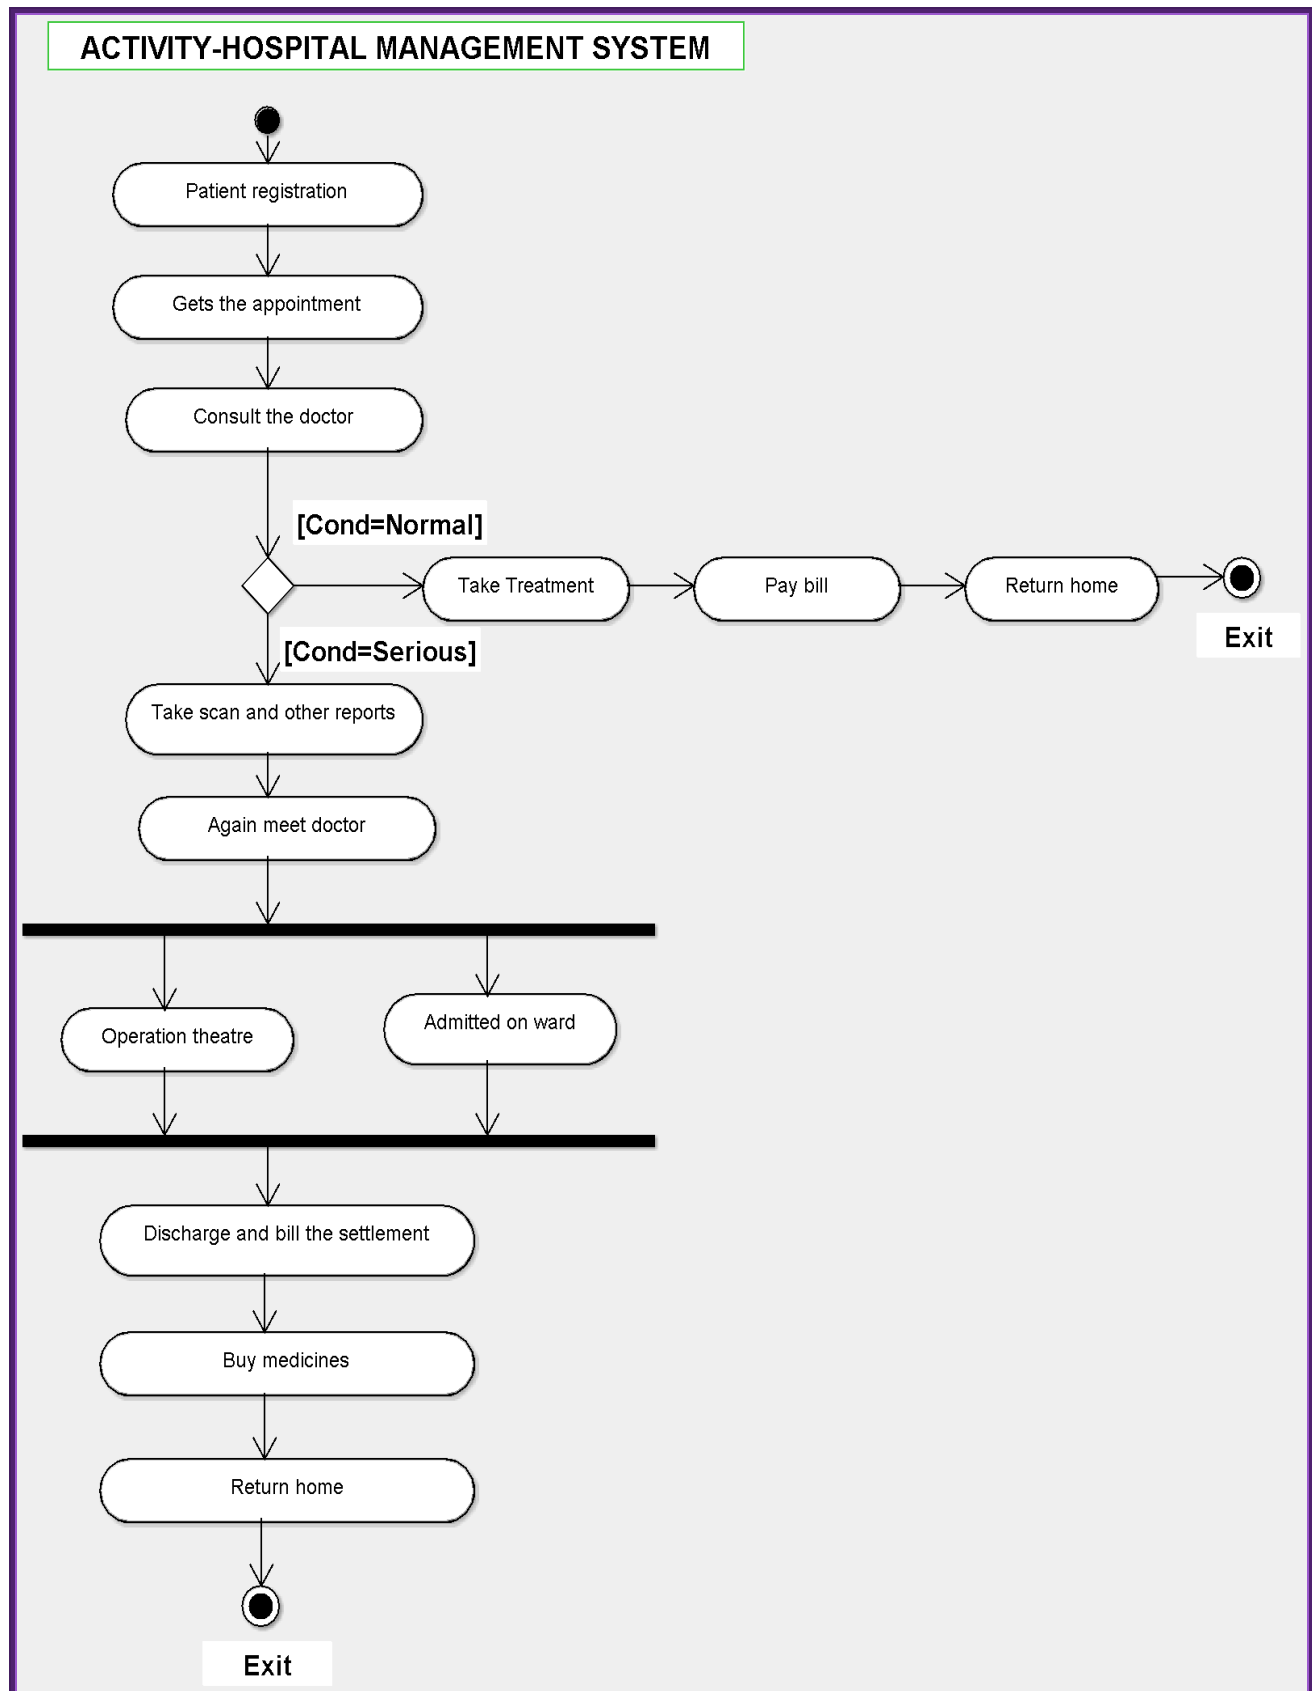 ACTIVITY-HOSPITAL MANAGEMENT SYSTEM
Patient registration
Gets the appointment
Consult the doctor
[Cond=Normal]
Take Treatment
Pay bill
Return home
Exit
[Cond=Serious]
Take scan and other reports
Again meet doctor
Operation theatre
Admitted on ward
Discharge and bill the settlement
Buy medicines
Return home
Exit